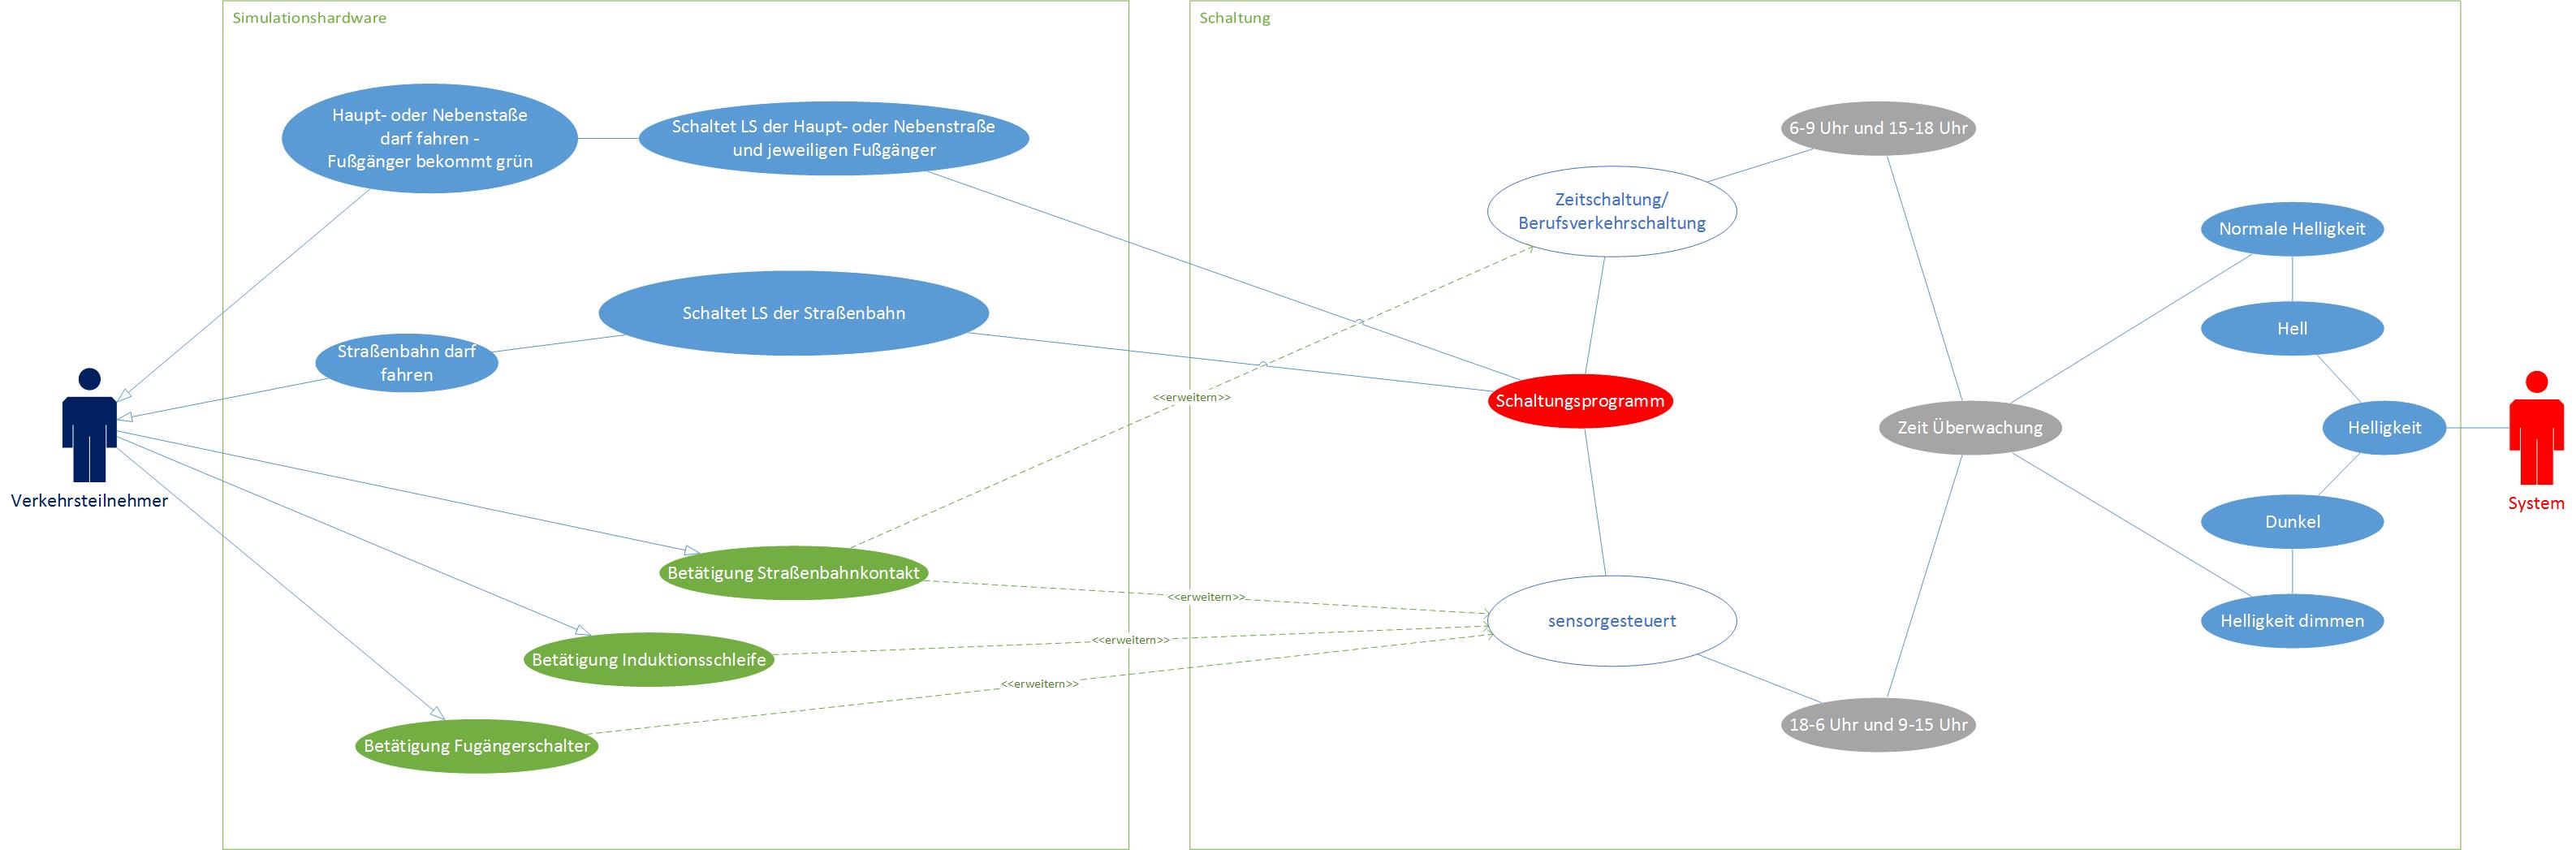 Simulationshardware
Haupt- oder Nebenstaße
darf fahren -
Fußgänger bekommt grün
Schaltet LS der Haupt- oder Nebenstraße
und jeweiligen Fußgänger
Schaltet LS der Straßenbahn
Straßenbahn darf
fahren
Verkehrsteilnehmer
Betätigung Straßenbahnkontakt
Betätigung Induktionsschleife
Betätigung Fugängerschalter
<<erweitern>>
<<erweitern>>
<<erweitern>>
<<erweitern>>
Schaltung
6-9 Uhr und 15-18 Uhr
Zeitschaltung/
Berufsverkehrschaltung
Normale Helligkeit
Hell
Schaltungsprogramm
Zeit Überwachung
Helligkeit
System
Dunkel
sensorgesteuert
Helligkeit dimmen
18-6 Uhr und 9-15 Uhr